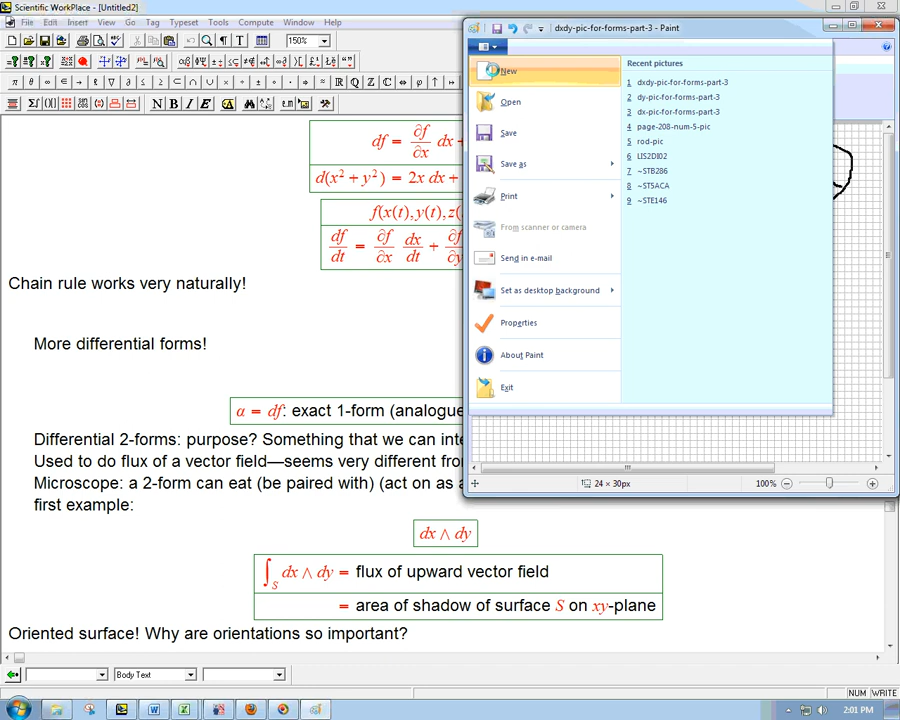 Scientific WorkPlace - [Untitled2]
File Edit Insert View Go Tag Typeset Tools Compute Window Help
150%
N B I E
df = ∂f/∂x dx +
d(x² + y²) = 2x dx +
f(x(t), y(t), z(
df/dt = ∂f/∂x dx/dt + ∂f/∂y
Chain rule works very naturally!
More differential forms!
α = df: exact 1-form (analogue
Differential 2-forms: purpose? Something that we can inte
Used to do flux of a vector field—seems very different fro
Microscope: a 2-form can eat (be paired with) (act on as a
first example:
dx ∧ dy
∫_S dx ∧ dy = flux of upward vector field
= area of shadow of surface S on xy-plane
Oriented surface! Why are orientations so important?
Body Text
NUM WRITE
2:01 PM
dxdy-pic-for-forms-part-3 - Paint
New
Open
Save
Save as
Print
From scanner or camera
Send in e-mail
Set as desktop background
Properties
About Paint
Exit
Recent pictures
1 dxdy-pic-for-forms-part-3
2 dy-pic-for-forms-part-3
3 dx-pic-for-forms-part-3
4 page-208-num-5-pic
5 rod-pic
6 LIS2DI02
7 ~STB286
8 ~ST5ACA
9 ~STE146
24 × 30px
100%